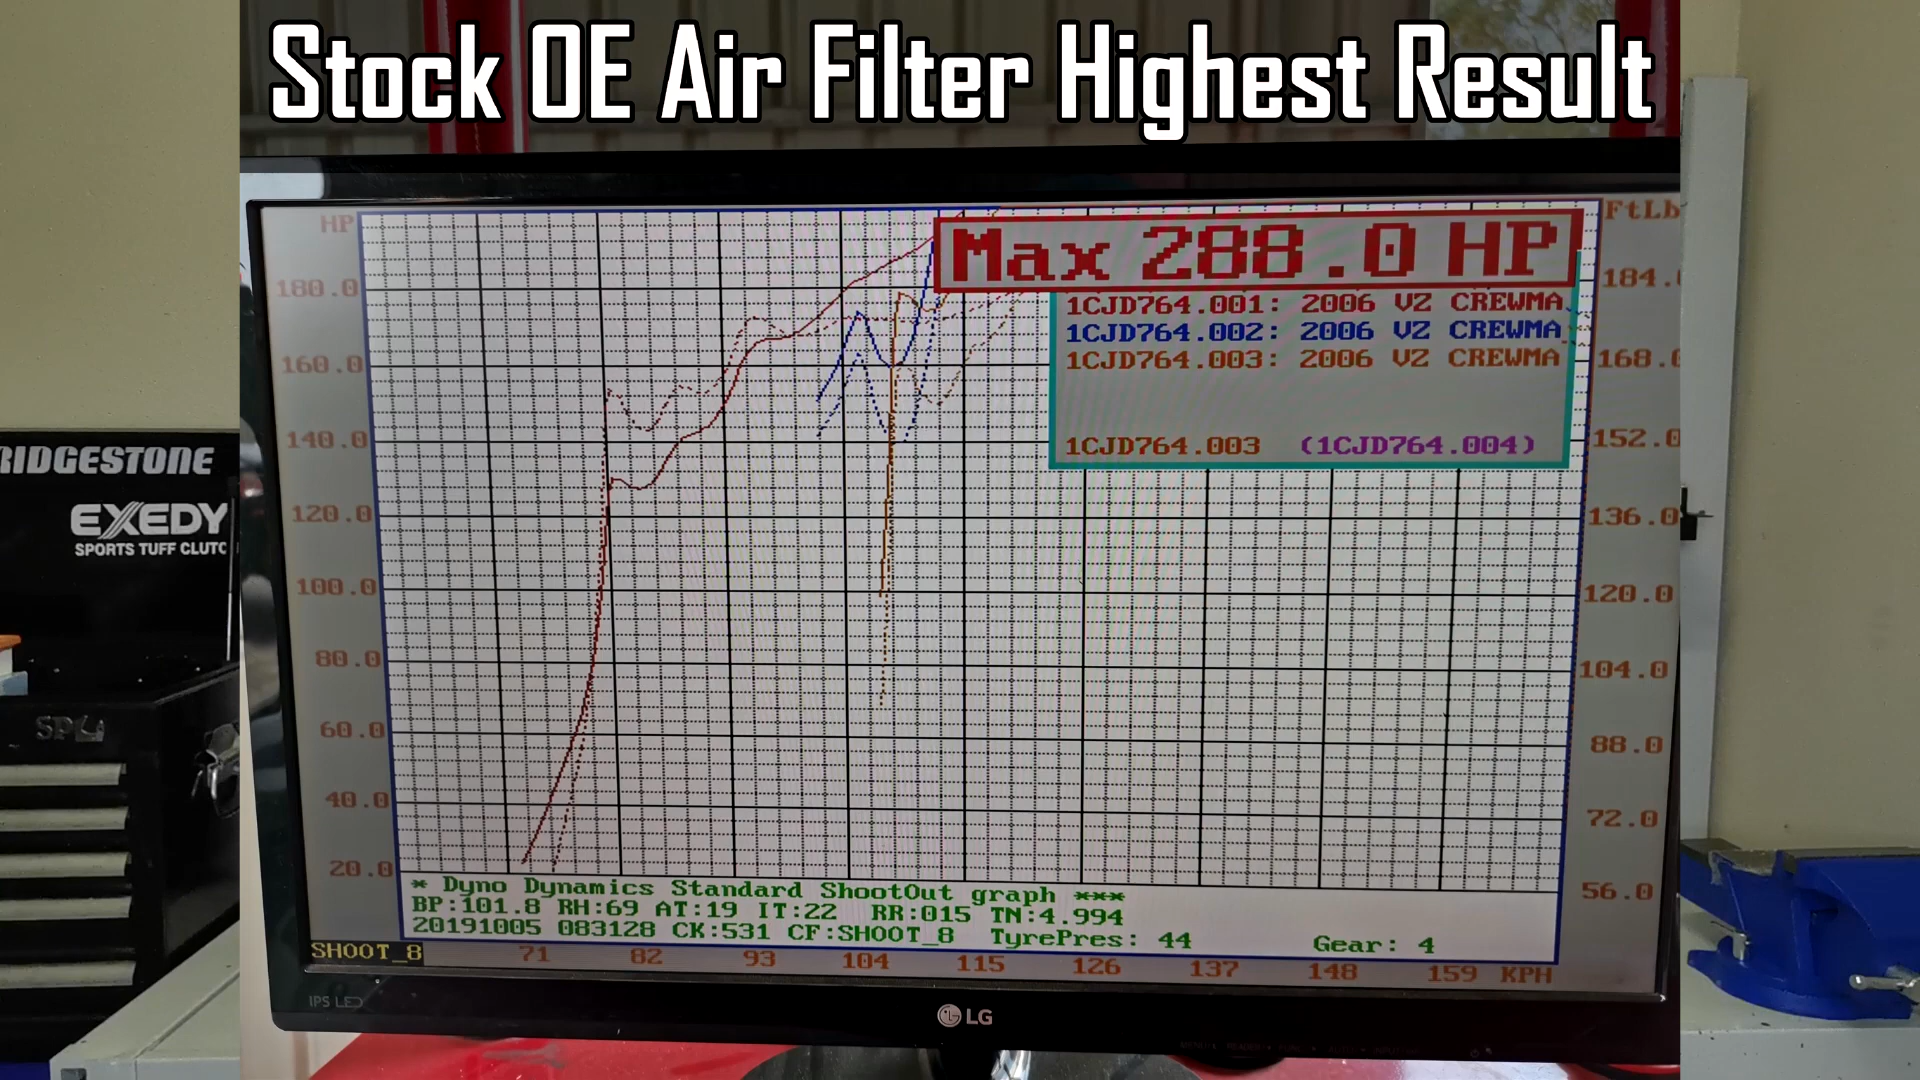 Stock OE Air Filter Highest Result
HP
FtLb
Max 288.0 HP
180.0
184.
1CJD764.001: 2006 VZ CREWMA
1CJD764.002: 2006 VZ CREWMA
1CJD764.003: 2006 VZ CREWMA
160.0
168.0
1CJD764.003 (1CJD764.004)
140.0
152.0
RIDGESTONE
EXEDY
SPORTS TUFF CLUTC
120.0
136.0
100.0
120.0
80.0
104.0
SP
60.0
88.0
40.0
72.0
20.0
56.0
* Dyno Dynamics Standard ShootOut graph ***
BP:101.8 RH:69 AT:19 IT:22 RR:015 TN:4.994
20191005 083128 CK:531 CF:SHOOT_8 TyrePres: 44 Gear: 4
SHOOT_8 71 82 93 104 115 126 137 148 159 KPH
IPS LED
LG